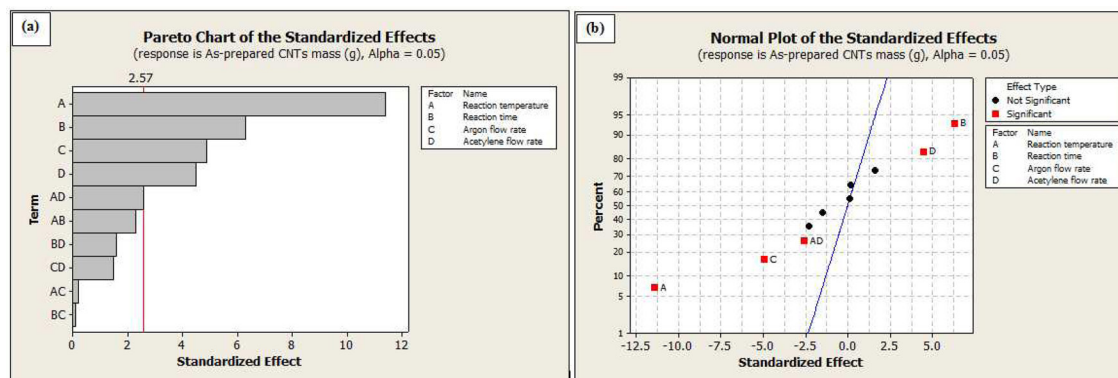 (a)
Pareto Chart of the Standardized Effects
(response is As-prepared CNTs mass (g), Alpha = 0.05)
2.57
A
B
C
D
AD
AB
BD
CD
AC
BC
Term
0 2 4 6 8 10 12
Standardized Effect
Factor Name
A Reaction temperature
B Reaction time
C Argon flow rate
D Acetylene flow rate
(b)
Normal Plot of the Standardized Effects
(response is As-prepared CNTs mass (g), Alpha = 0.05)
99
95
90
80
70
60
50
40
30
20
10
5
1
Percent
B
D
AD
C
A
-12.5 -10.0 -7.5 -5.0 -2.5 0.0 2.5 5.0
Standardized Effect
Effect Type
Not Significant
Significant
Factor Name
A Reaction temperature
B Reaction time
C Argon flow rate
D Acetylene flow rate